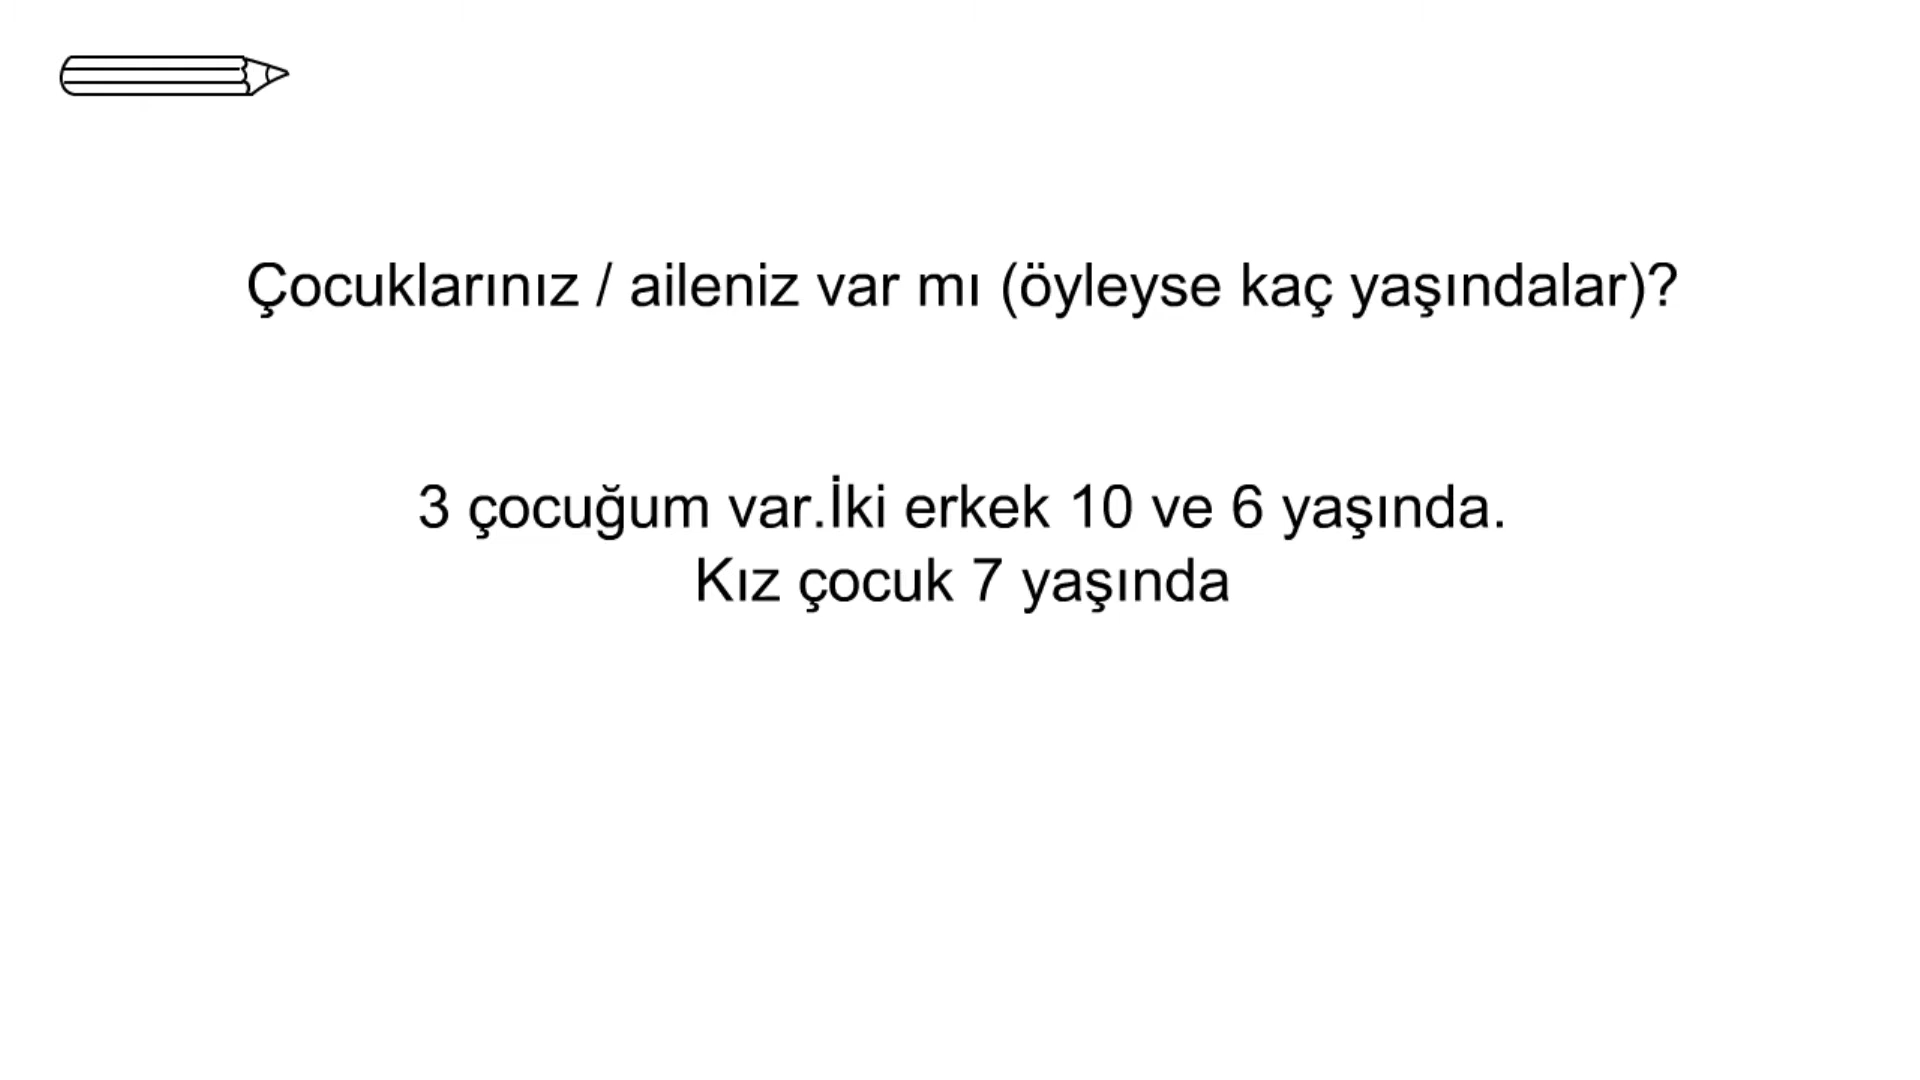 Çocuklarınız / aileniz var mı (öyleyse kaç yaşındalar)?
3 çocuğum var.İki erkek 10 ve 6 yaşında.
Kız çocuk 7 yaşında